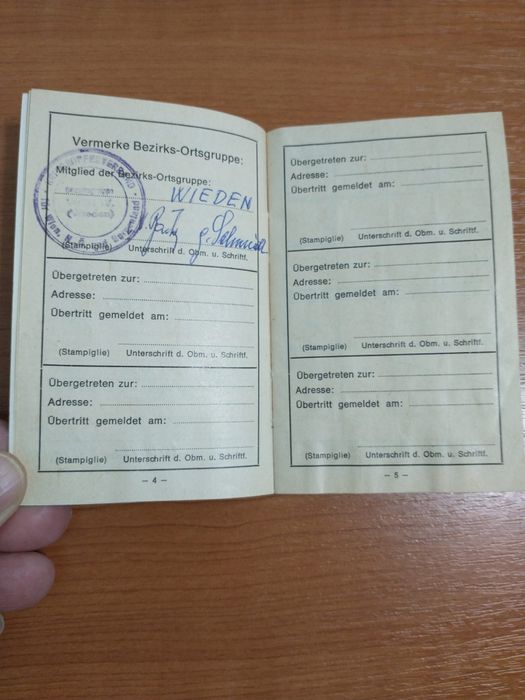 Vermerke Bezirks-Ortsgruppe:
Mitglied der Bezirks-Ortsgruppe:
WIEDEN
(Wieden)
(Stampiglie) Unterschrift d. Obm. u. Schriftf.
Übergetreten zur:
Adresse:
Übertritt gemeldet am:
(Stampiglie) Unterschrift d. Obm. u. Schriftf.
Übergetreten zur:
Adresse:
Übertritt gemeldet am:
(Stampiglie) Unterschrift d. Obm. u. Schriftf.
– 4 –
Übergetreten zur:
Adresse:
Übertritt gemeldet am:
(Stampiglie) Unterschrift d. Obm. u. Schriftf.
Übergetreten zur:
Adresse:
Übertritt gemeldet am:
(Stampiglie) Unterschrift d. Obm. u. Schriftf.
Übergetreten zur:
Adresse:
Übertritt gemeldet am:
(Stampiglie) Unterschrift d. Obm. u. Schriftf.
– 5 –